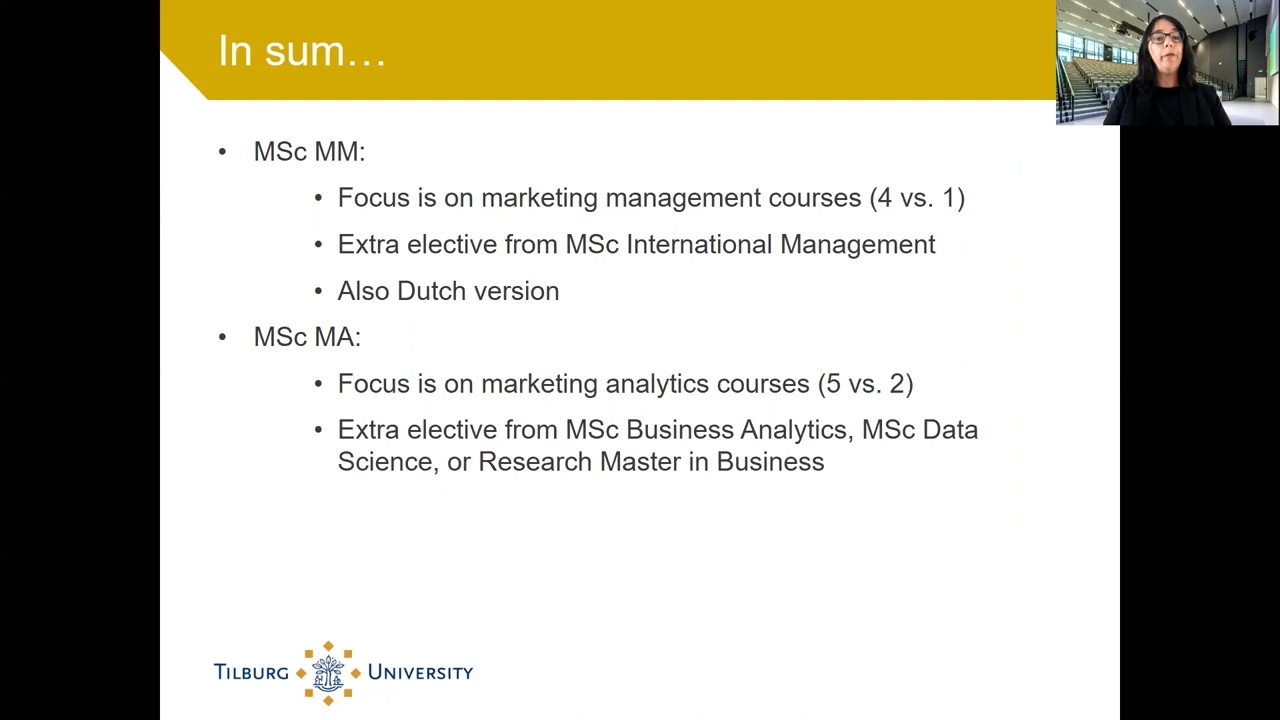 In sum…
• MSc MM:
• Focus is on marketing management courses (4 vs. 1)
• Extra elective from MSc International Management
• Also Dutch version
• MSc MA:
• Focus is on marketing analytics courses (5 vs. 2)
• Extra elective from MSc Business Analytics, MSc Data
Science, or Research Master in Business
TILBURG UNIVERSITY